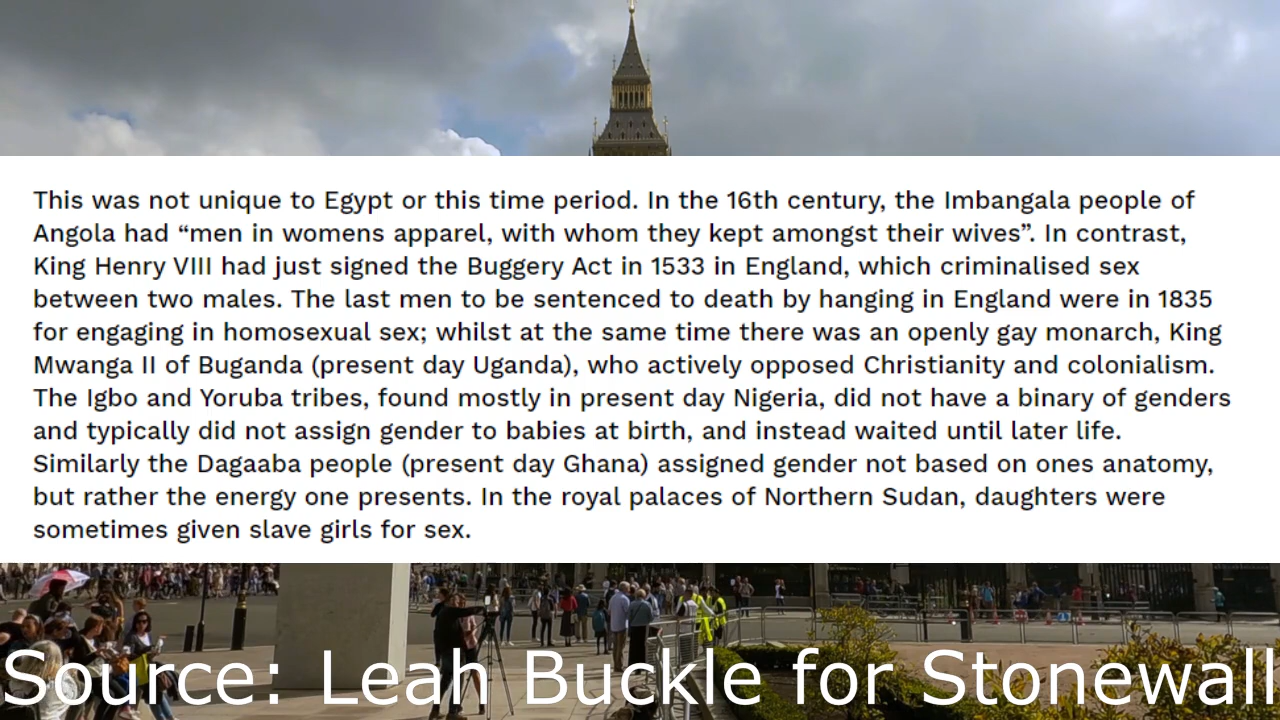 This was not unique to Egypt or this time period. In the 16th century, the Imbangala people of
Angola had “men in womens apparel, with whom they kept amongst their wives”. In contrast,
King Henry VIII had just signed the Buggery Act in 1533 in England, which criminalised sex
between two males. The last men to be sentenced to death by hanging in England were in 1835
for engaging in homosexual sex; whilst at the same time there was an openly gay monarch, King
Mwanga II of Buganda (present day Uganda), who actively opposed Christianity and colonialism.
The Igbo and Yoruba tribes, found mostly in present day Nigeria, did not have a binary of genders
and typically did not assign gender to babies at birth, and instead waited until later life.
Similarly the Dagaaba people (present day Ghana) assigned gender not based on ones anatomy,
but rather the energy one presents. In the royal palaces of Northern Sudan, daughters were
sometimes given slave girls for sex.
Source: Leah Buckle for Stonewall